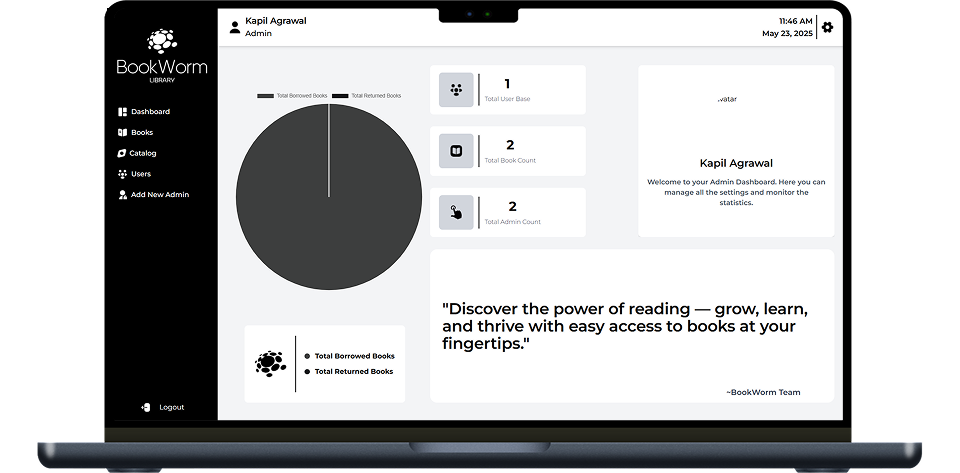 BookWorm
LIBRARY
Dashboard
Books
Catalog
Users
Add New Admin
Logout
Kapil Agrawal
Admin
11:46 AM
May 23, 2025
Total Borrowed Books
Total Returned Books
1
Total User Base
2
Total Book Count
2
Total Admin Count
vatar
Kapil Agrawal
Welcome to your Admin Dashboard. Here you can
manage all the settings and monitor the
statistics.
"Discover the power of reading — grow, learn,
and thrive with easy access to books at your
fingertips."
~BookWorm Team
Total Borrowed Books
Total Returned Books